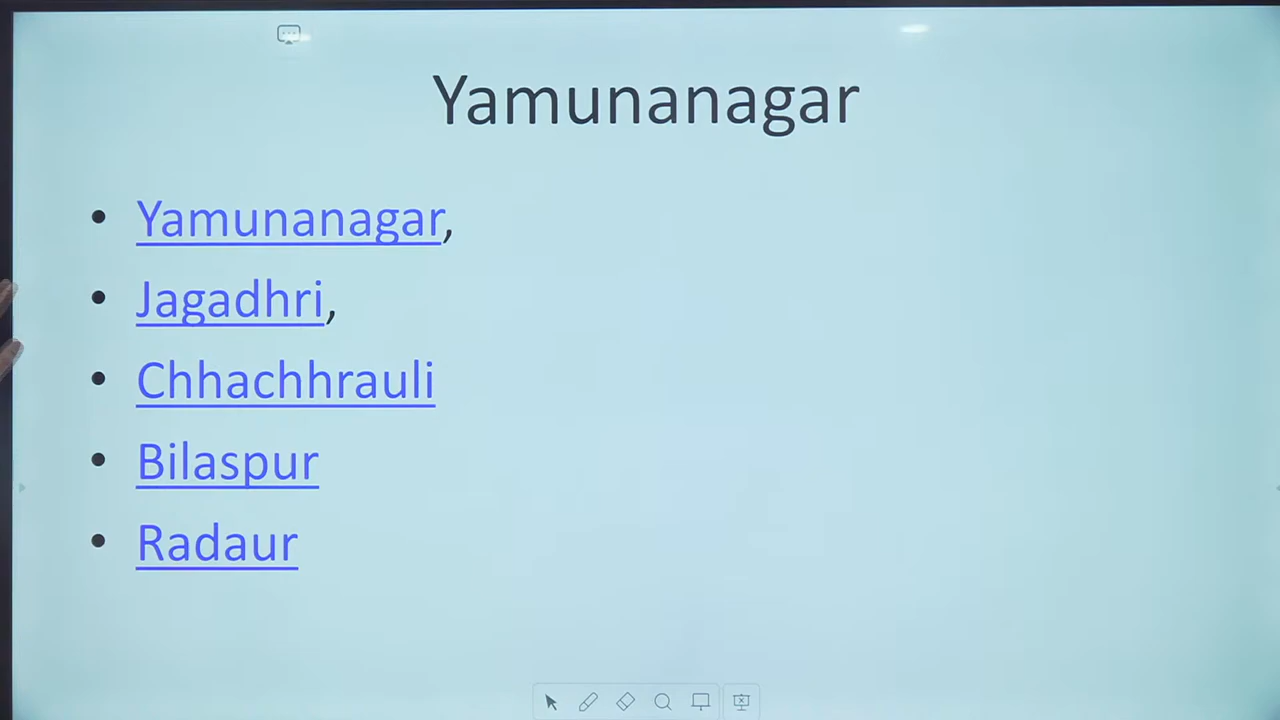 Yamunanagar
• Yamunanagar,
• Jagadhri,
• Chhachhrauli
• Bilaspur
• Radaur